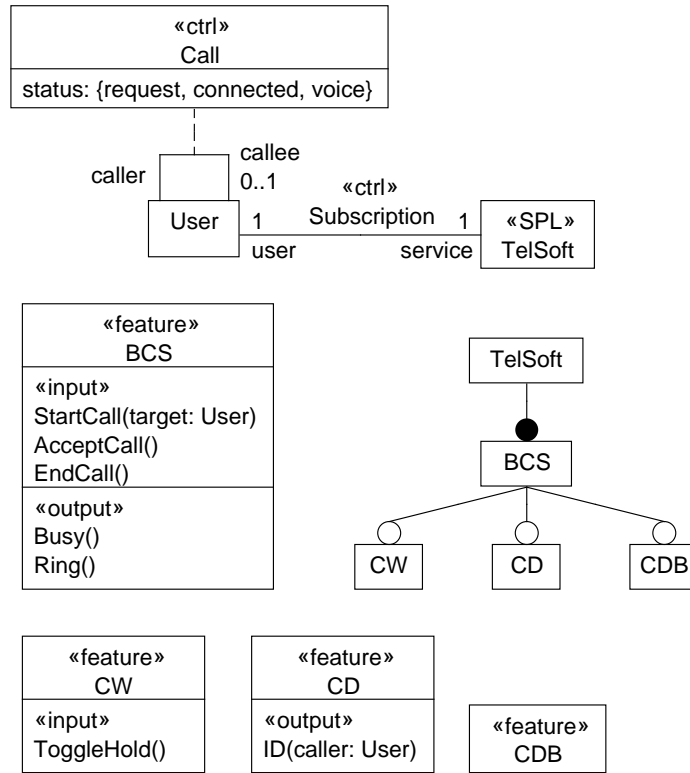 «ctrl»
Call
status: {request, connected, voice}
callee
caller
0..1
«ctrl»
User
1
Subscription
1
«SPL»
user
service
TelSoft
«feature»
BCS
«input»
StartCall(target: User)
AcceptCall()
EndCall()
«output»
Busy()
Ring()
TelSoft
BCS
CW
CD
CDB
«feature»
CW
«input»
ToggleHold()
«feature»
CD
«output»
ID(caller: User)
«feature»
CDB